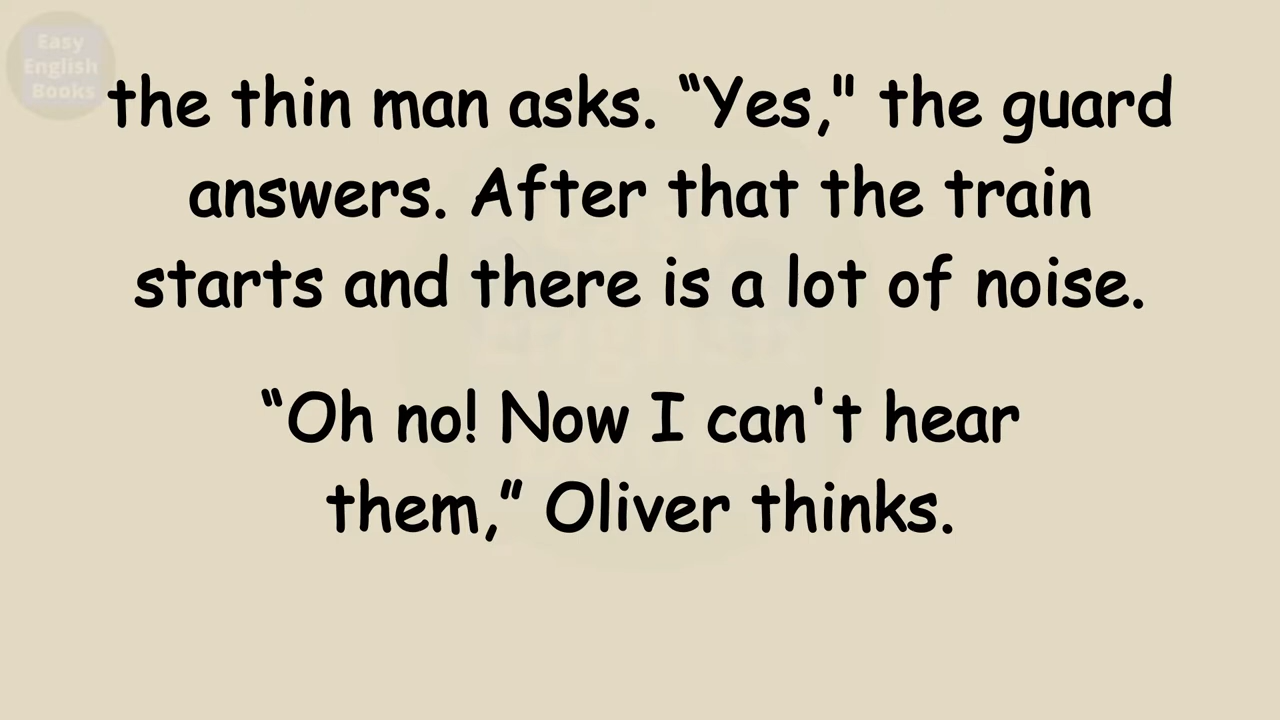 Easy
English
Books
the thin man asks. “Yes," the guard
answers. After that the train
starts and there is a lot of noise.
“Oh no! Now I can't hear
them,” Oliver thinks.